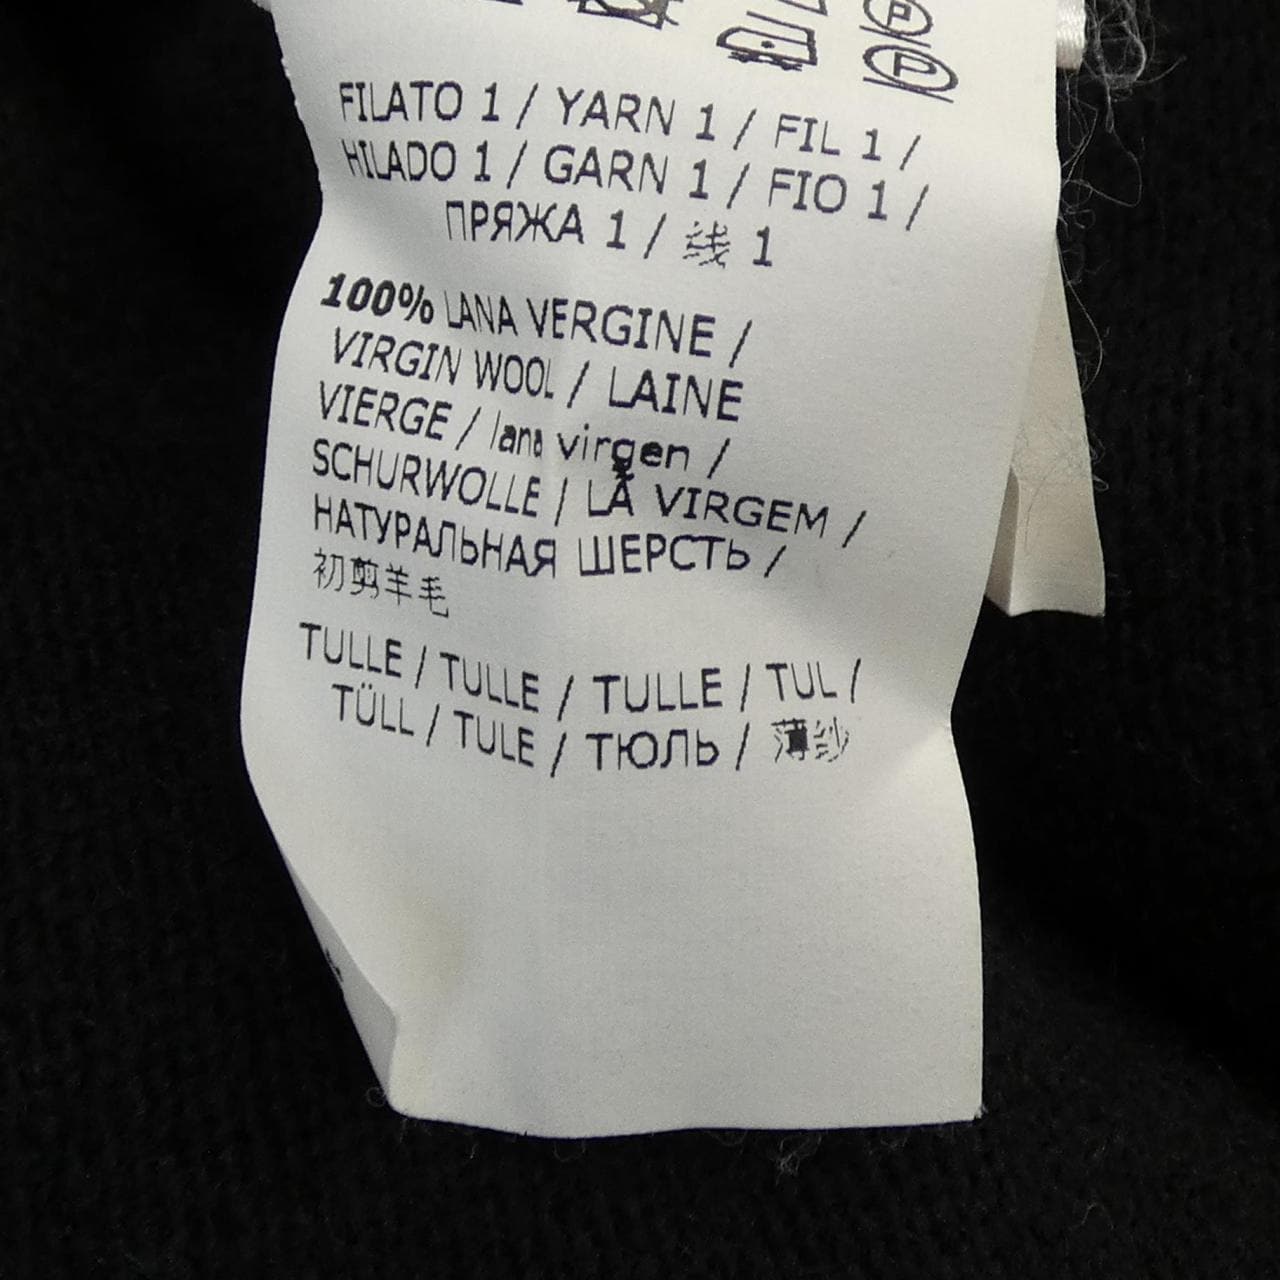 FILATO 1 / YARN 1 / FIL 1 /
HILADO 1 / GARN 1 / FIO 1 /
ПРЯЖА 1 / 线 1
100% LANA VERGINE /
VIRGIN WOOL / LAINE
VIERGE / lana virgen /
SCHURWOLLE / LÃ VIRGEM /
НАТУРАЛЬНАЯ ШЕРСТЬ /
初剪羊毛
TULLE / TULLE / TULLE / TUL /
TÜLL / TULE / ТЮЛЬ / 薄纱